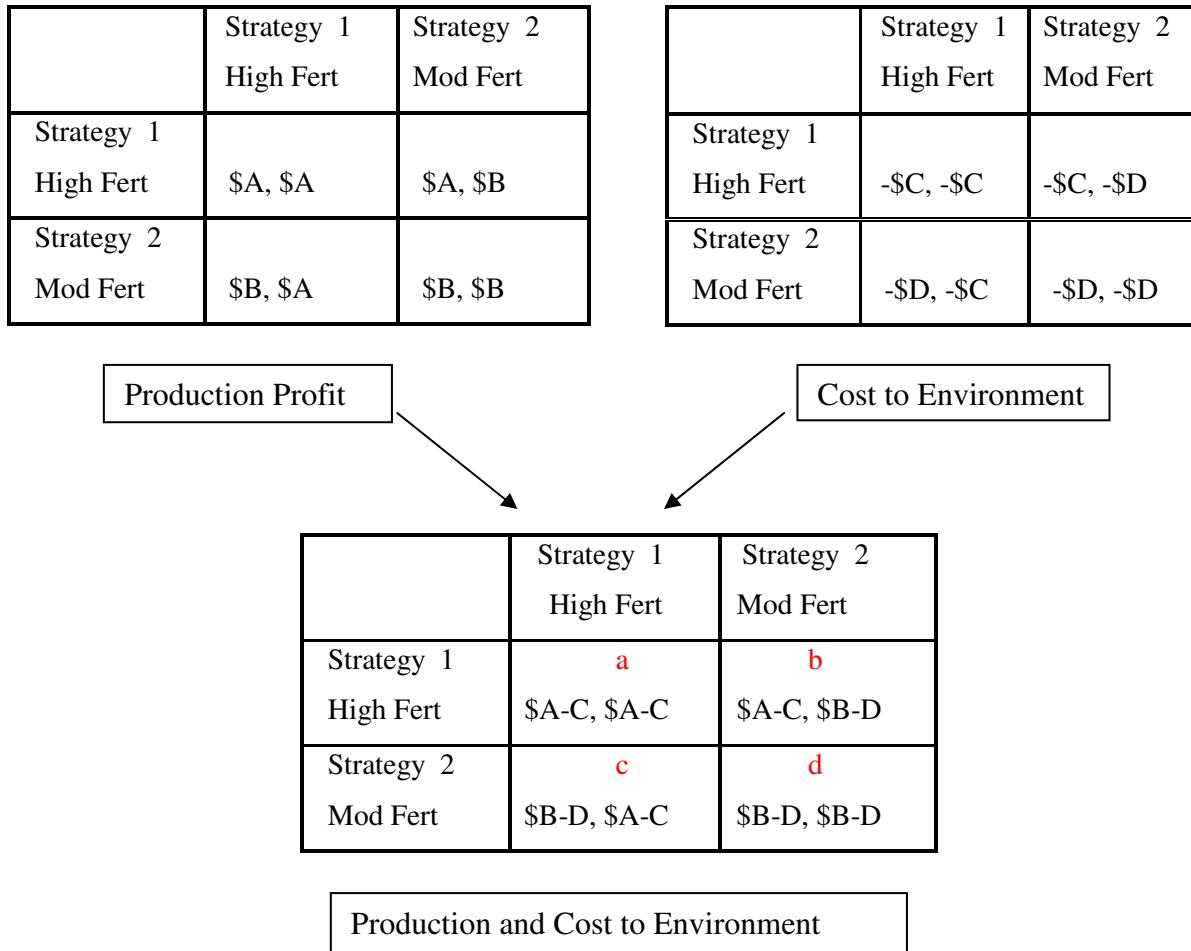 Strategy 1 Strategy 2
High Fert Mod Fert
Strategy 1
High Fert $A, $A $A, $B
Strategy 2
Mod Fert $B, $A $B, $B
Strategy 1 Strategy 2
High Fert Mod Fert
Strategy 1
High Fert -$C, -$C -$C, -$D
Strategy 2
Mod Fert -$D, -$C -$D, -$D
Production Profit
Cost to Environment
Strategy 1 Strategy 2
High Fert Mod Fert
Strategy 1 a b
High Fert $A-C, $A-C $A-C, $B-D
Strategy 2 c d
Mod Fert $B-D, $A-C $B-D, $B-D
Production and Cost to Environment